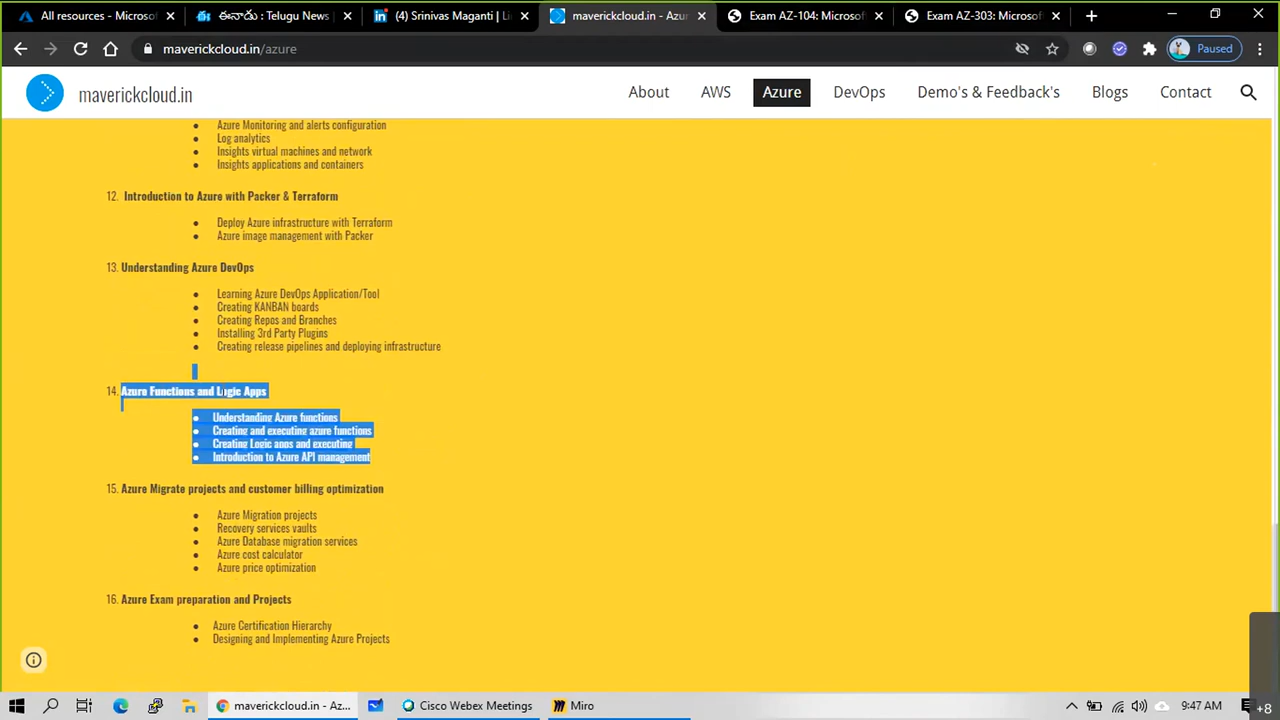 All resources - Microsoft
ఈనాడు : Telugu News
(4) Srinivas Maganti | Li
maverickcloud.in - Azure
Exam AZ-104: Microsoft
Exam AZ-303: Microsoft
maverickcloud.in/azure
Paused
maverickcloud.in
About
AWS
Azure
DevOps
Demo's & Feedback's
Blogs
Contact
● Azure Monitoring and alerts configuration
● Log analytics
● Insights virtual machines and network
● Insights applications and containers
12. Introduction to Azure with Packer & Terraform
● Deploy Azure infrastructure with Terraform
● Azure image management with Packer
13. Understanding Azure DevOps
● Learning Azure DevOps Application/Tool
● Creating KANBAN boards
● Creating Repos and Branches
● Installing 3rd Party Plugins
● Creating release pipelines and deploying infrastructure
14. Azure Functions and Logic Apps
● Understanding Azure functions
● Creating and executing azure functions
● Creating Logic apps and executing
● Introduction to Azure API management
15. Azure Migrate projects and customer billing optimization
● Azure Migration projects
● Recovery services vaults
● Azure Database migration services
● Azure cost calculator
● Azure price optimization
16. Azure Exam preparation and Projects
● Azure Certification Hierarchy
● Designing and Implementing Azure Projects
maverickcloud.in - Az...
Cisco Webex Meetings
Miro
9:47 AM
+8